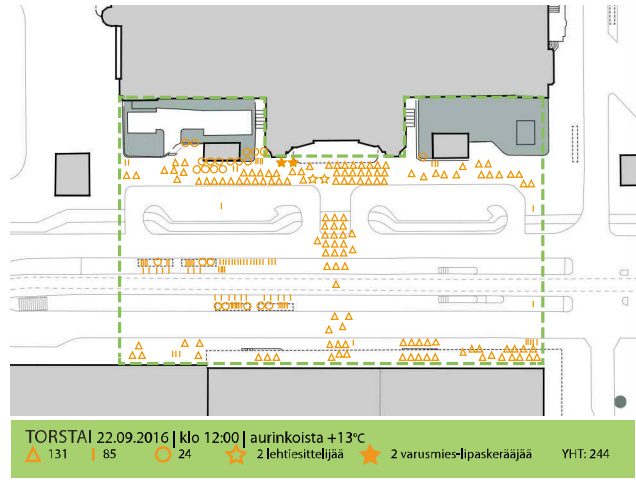 TORSTAI 22.09.2016 | klo 12:00 | aurinkoista +13°C
131 85 24 2 lehtiesittelijää 2 varusmies-lipaskerääjää YHT: 244